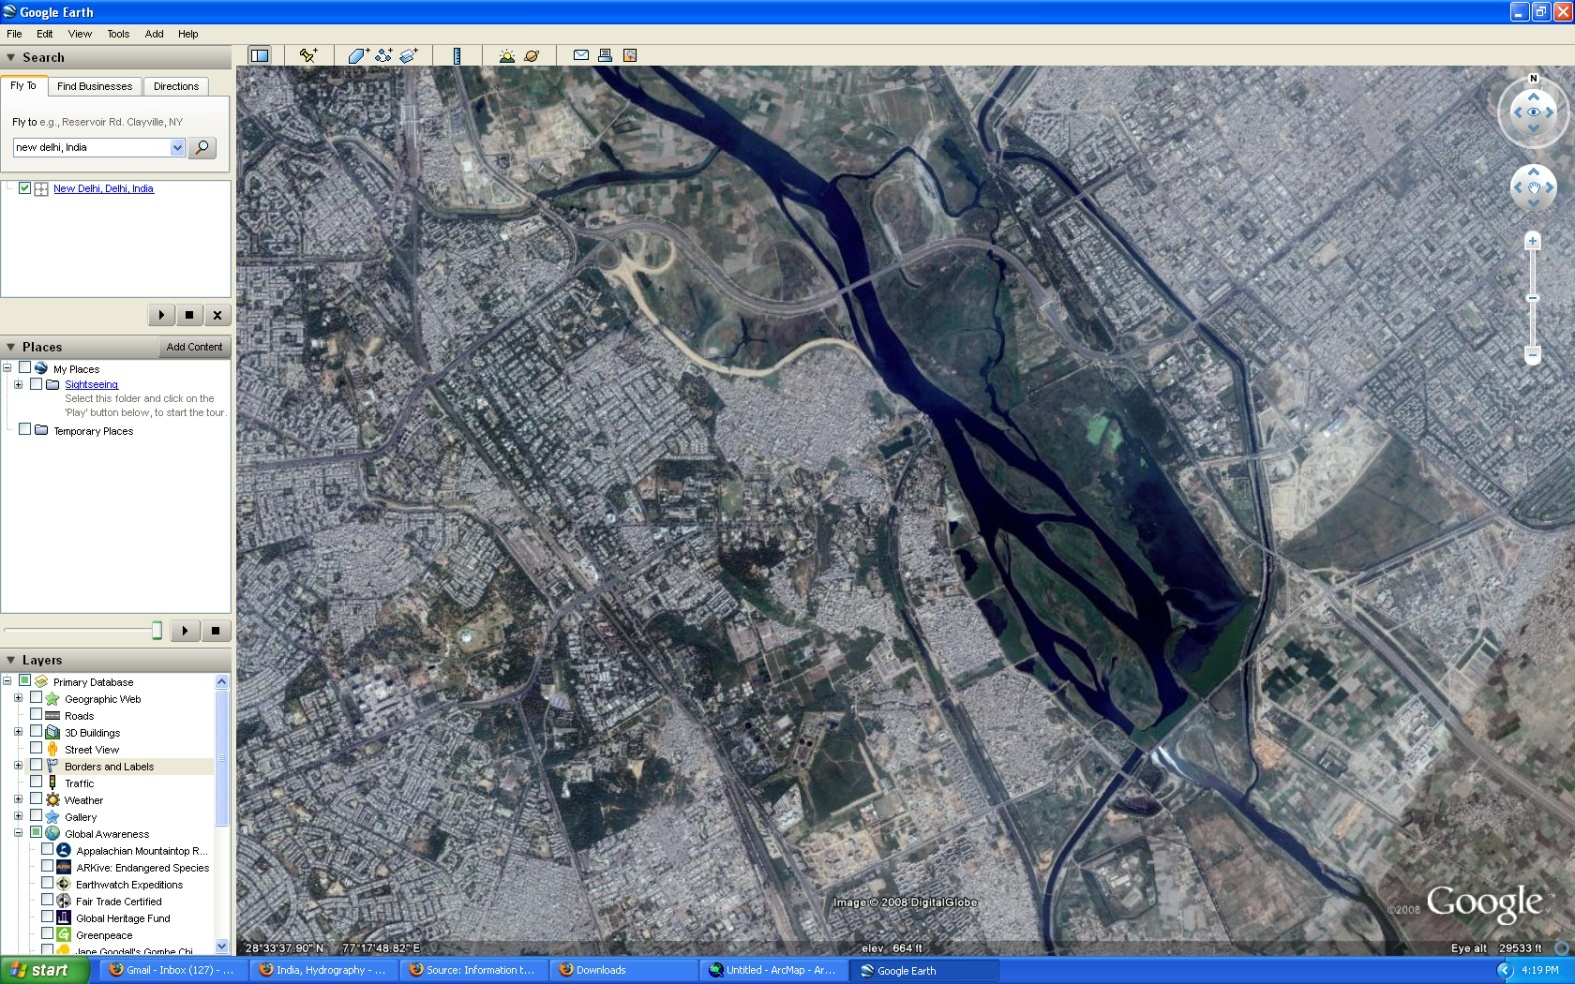 Google Earth
File Edit View Tools Add Help
Search
Fly To Find Businesses Directions
Fly to e.g., Reservoir Rd. Clayville, NY
new delhi, India
New Delhi, Delhi, India
Places Add Content
My Places
Sightseeing
Select this folder and click on the
'Play' button below, to start the tour.
Temporary Places
Layers
Primary Database
Geographic Web
Roads
3D Buildings
Street View
Borders and Labels
Traffic
Weather
Gallery
Global Awareness
Appalachian Mountaintop R...
ARKive: Endangered Species
Earthwatch Expeditions
Fair Trade Certified
Global Heritage Fund
Greenpeace
Jane Goodall's Gombe Chi...
N
Image © 2008 DigitalGlobe
©2008 Google™
28°33'37.90" N 77°17'48.82" E elev 664 ft Eye alt 29533 ft
start Gmail - Inbox (127) - ... India, Hydrography - ... Source: Information t... Downloads Untitled - ArcMap - Ar... Google Earth 4:19 PM